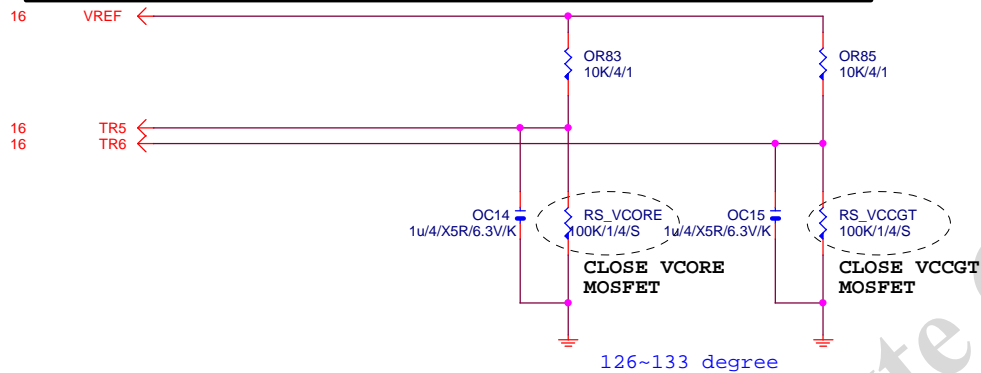 16 VREF
OR83
10K/4/1
OR85
10K/4/1
16 TR5
16 TR6
OC14
1u/4/X5R/6.3V/K
RS_VCORE
100K/1/4/S
OC15
1u/4/X5R/6.3V/K
RS_VCCGT
100K/1/4/S
CLOSE VCORE
MOSFET
CLOSE VCCGT
MOSFET
126~133 degree